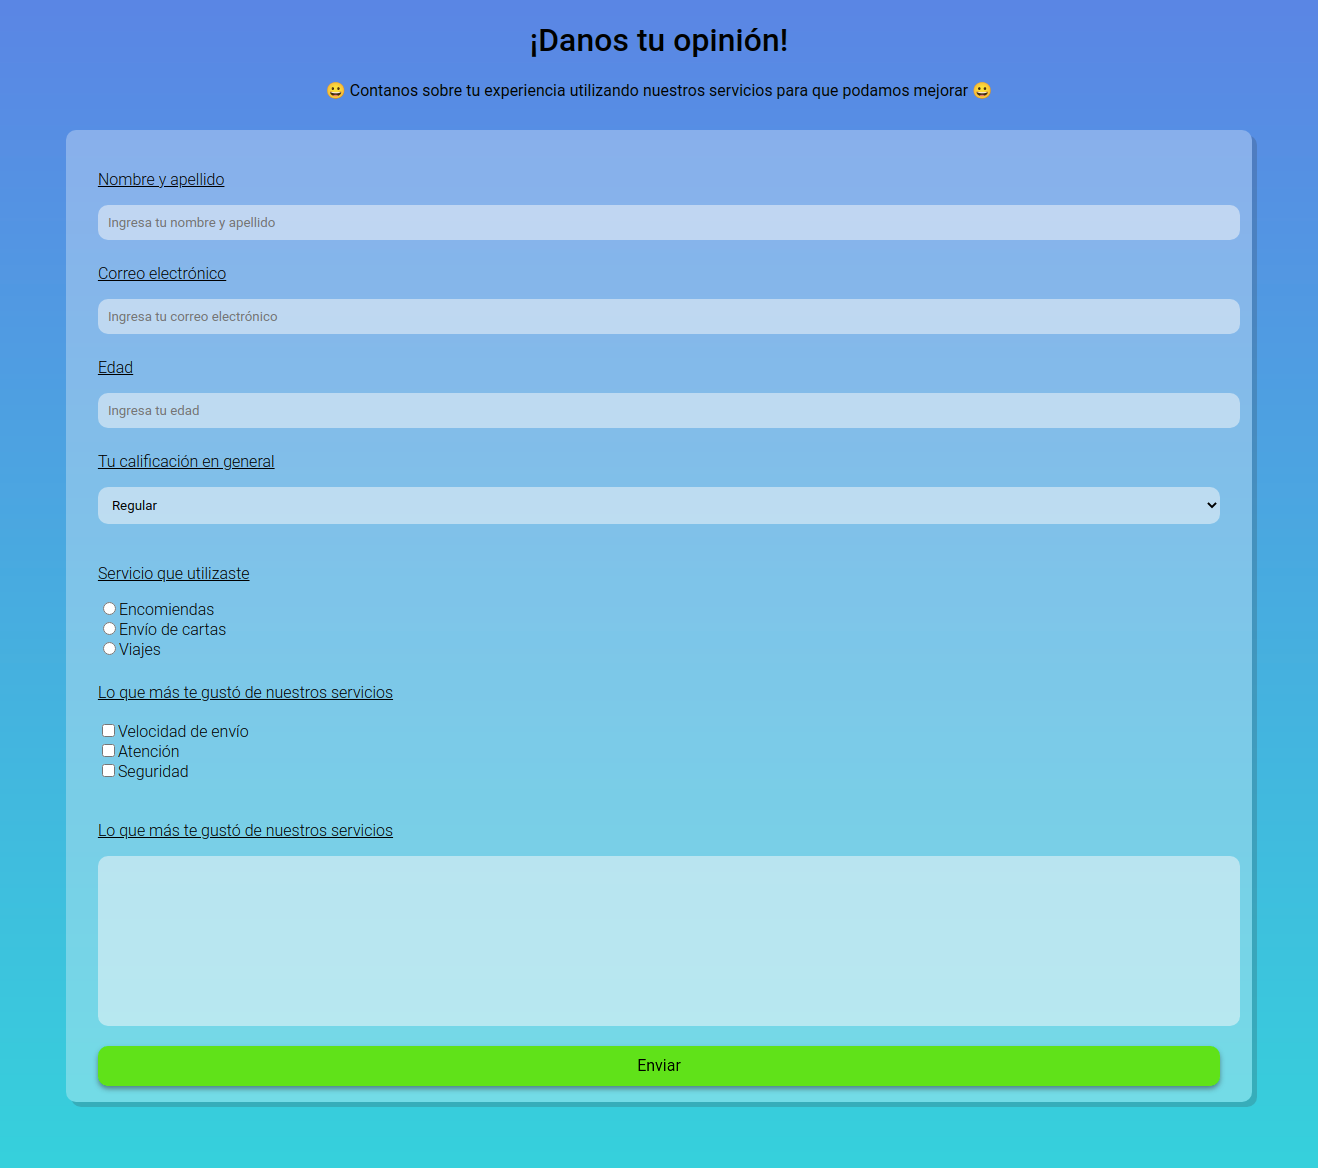 ¡Danos tu opinión!
😀 Contanos sobre tu experiencia utilizando nuestros servicios para que podamos mejorar 😀
Nombre y apellido
Ingresa tu nombre y apellido
Correo electrónico
Ingresa tu correo electrónico
Edad
Ingresa tu edad
Tu calificación en general
Regular
Servicio que utilizaste
Encomiendas
Envío de cartas
Viajes
Lo que más te gustó de nuestros servicios
Velocidad de envío
Atención
Seguridad
Lo que más te gustó de nuestros servicios
Enviar